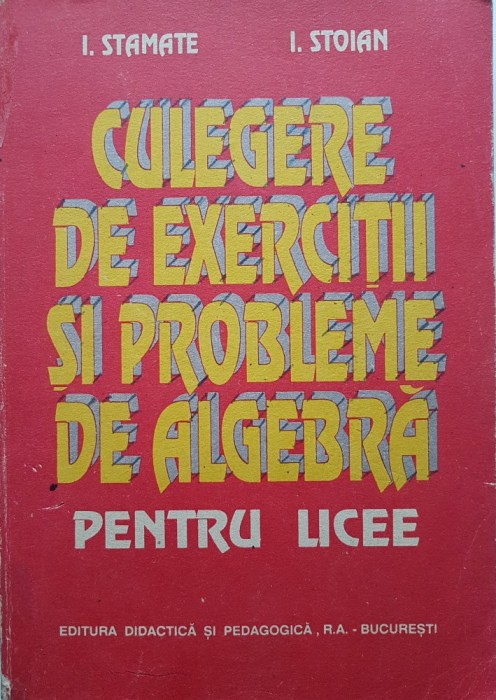 I. STAMATE I. STOIAN
CULEGERE
DE EXERCIȚII
ȘI PROBLEME
DE ALGEBRĂ
PENTRU LICEE
EDITURA DIDACTICĂ ȘI PEDAGOGICĂ, R.A. - BUCUREȘTI